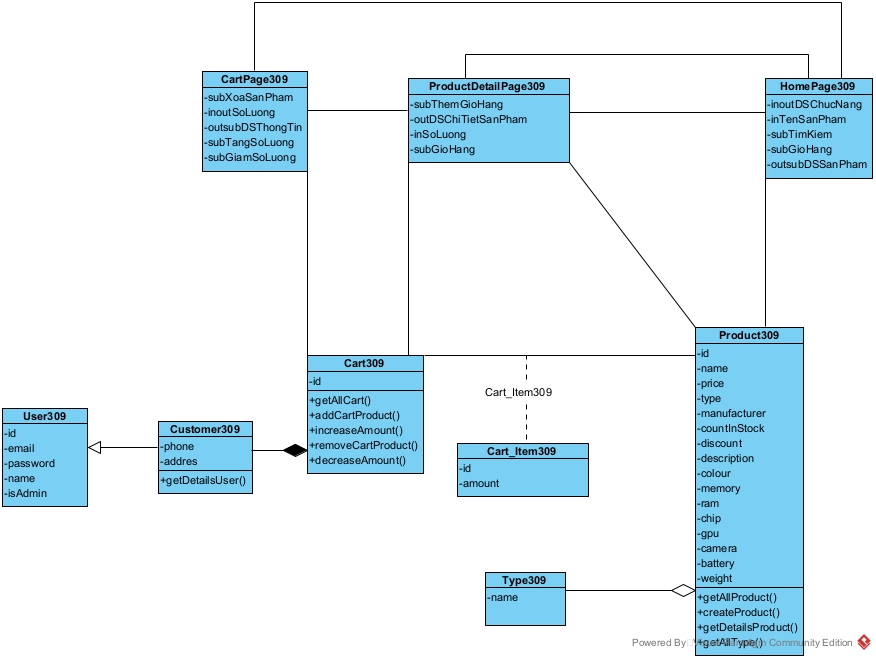 CartPage309
-subXoaSanPham
-inoutSoLuong
-outsubDSThongTin
-subTangSoLuong
-subGiamSoLuong
ProductDetailPage309
-subThemGioHang
-outDSChiTietSanPham
-inSoLuong
-subGioHang
HomePage309
-inoutDSChucNang
-inTenSanPham
-subTimKiem
-subGioHang
-outsubDSSanPham
Cart309
-id
+getAllCart()
+addCartProduct()
+increaseAmount()
+removeCartProduct()
+decreaseAmount()
Cart_Item309
Product309
-id
-name
-price
-type
-manufacturer
-countInStock
-discount
-description
-colour
-memory
-ram
-chip
-gpu
-camera
-battery
-weight
+getAllProduct()
+createProduct()
+getDetailsProduct()
+getAllType()
User309
-id
-email
-password
-name
-isAdmin
Customer309
-phone
-addres
+getDetailsUser()
Cart_Item309
-id
-amount
Type309
-name
Powered By Visual Paradigm Community Edition